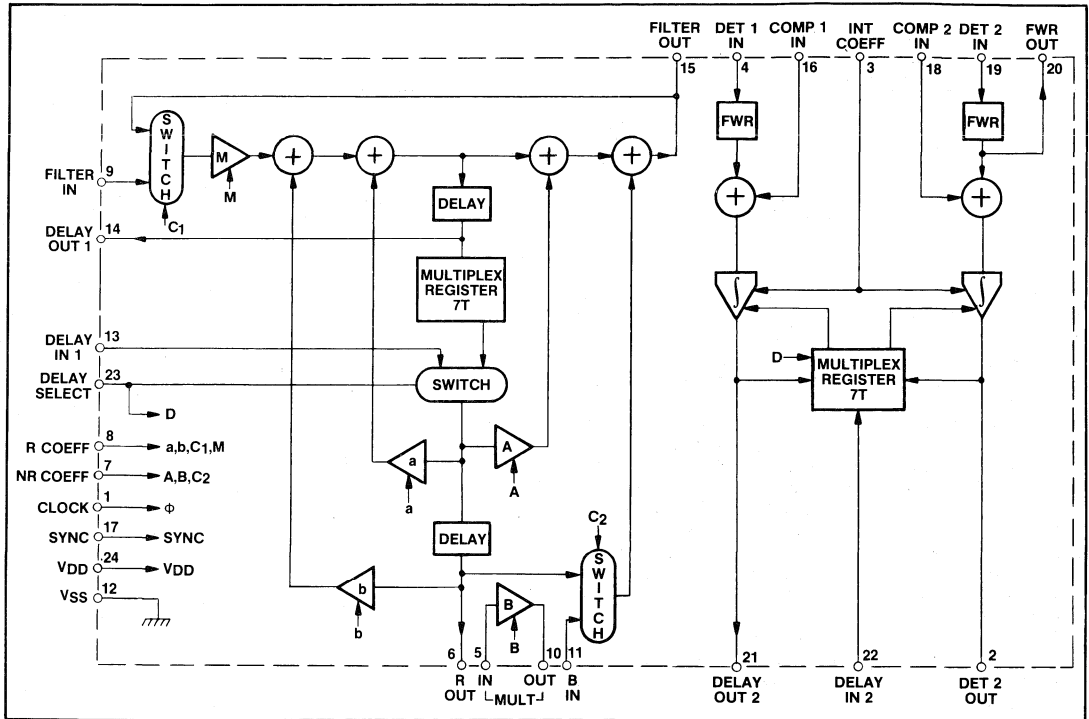 FILTER OUT
15
DET 1 IN
4
COMP 1 IN
16
INT COEFF
3
COMP 2 IN
18
DET 2 IN
19
FWR OUT
20
SWITCH
M
M
C1
+
+
+
+
FWR
FWR
+
+
FILTER IN
9
DELAY OUT 1
14
DELAY
MULTIPLEX REGISTER 7T
∫
∫
DELAY IN 1
13
DELAY SELECT
23
D
SWITCH
D
MULTIPLEX REGISTER 7T
R COEFF
8
a,b,C1,M
NR COEFF
7
A,B,C2
CLOCK
1
Φ
SYNC
17
SYNC
VDD
24
VDD
VSS
12
a
a
A
A
DELAY
C2
SWITCH
b
b
B
B
6
R OUT
5
IN
MULT
10
OUT
11
B IN
21
DELAY OUT 2
22
DELAY IN 2
2
DET 2 OUT